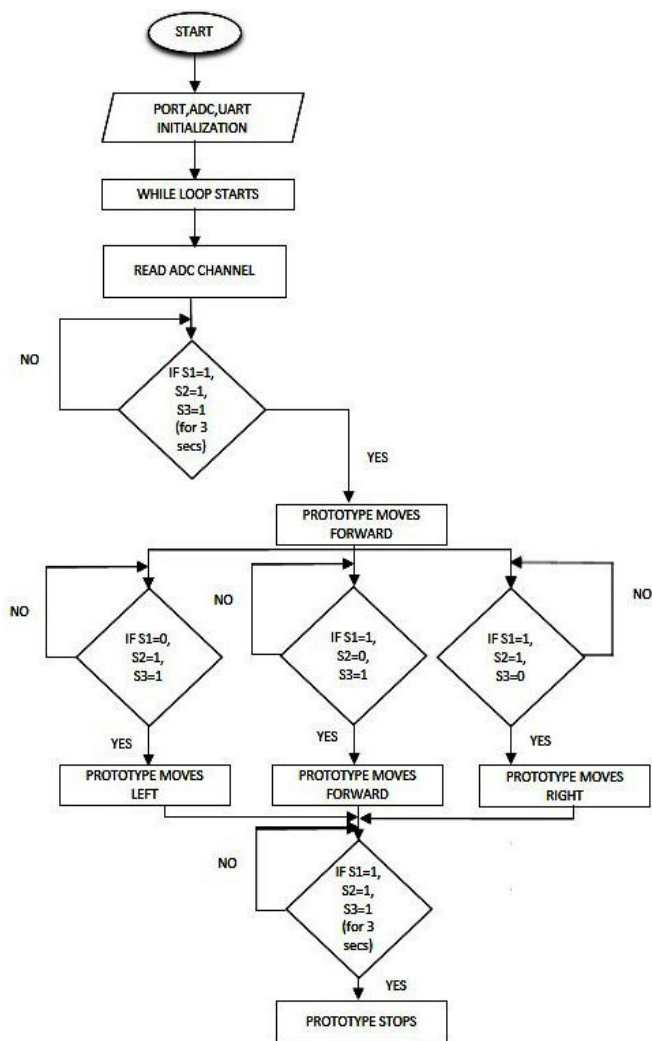 START
PORT,ADC,UART
INITIALIZATION
WHILE LOOP STARTS
READ ADC CHANNEL
NO
IF S1=1,
S2=1,
S3=1
(for 3
secs)
YES
PROTOTYPE MOVES
FORWARD
NO
IF S1=0,
S2=1,
S3=1
NO
IF S1=1,
S2=0,
S3=1
NO
IF S1=1,
S2=1,
S3=0
YES
YES
YES
PROTOTYPE MOVES
LEFT
PROTOTYPE MOVES
FORWARD
PROTOTYPE MOVES
RIGHT
NO
IF S1=1,
S2=1,
S3=1
(for 3
secs)
YES
PROTOTYPE STOPS